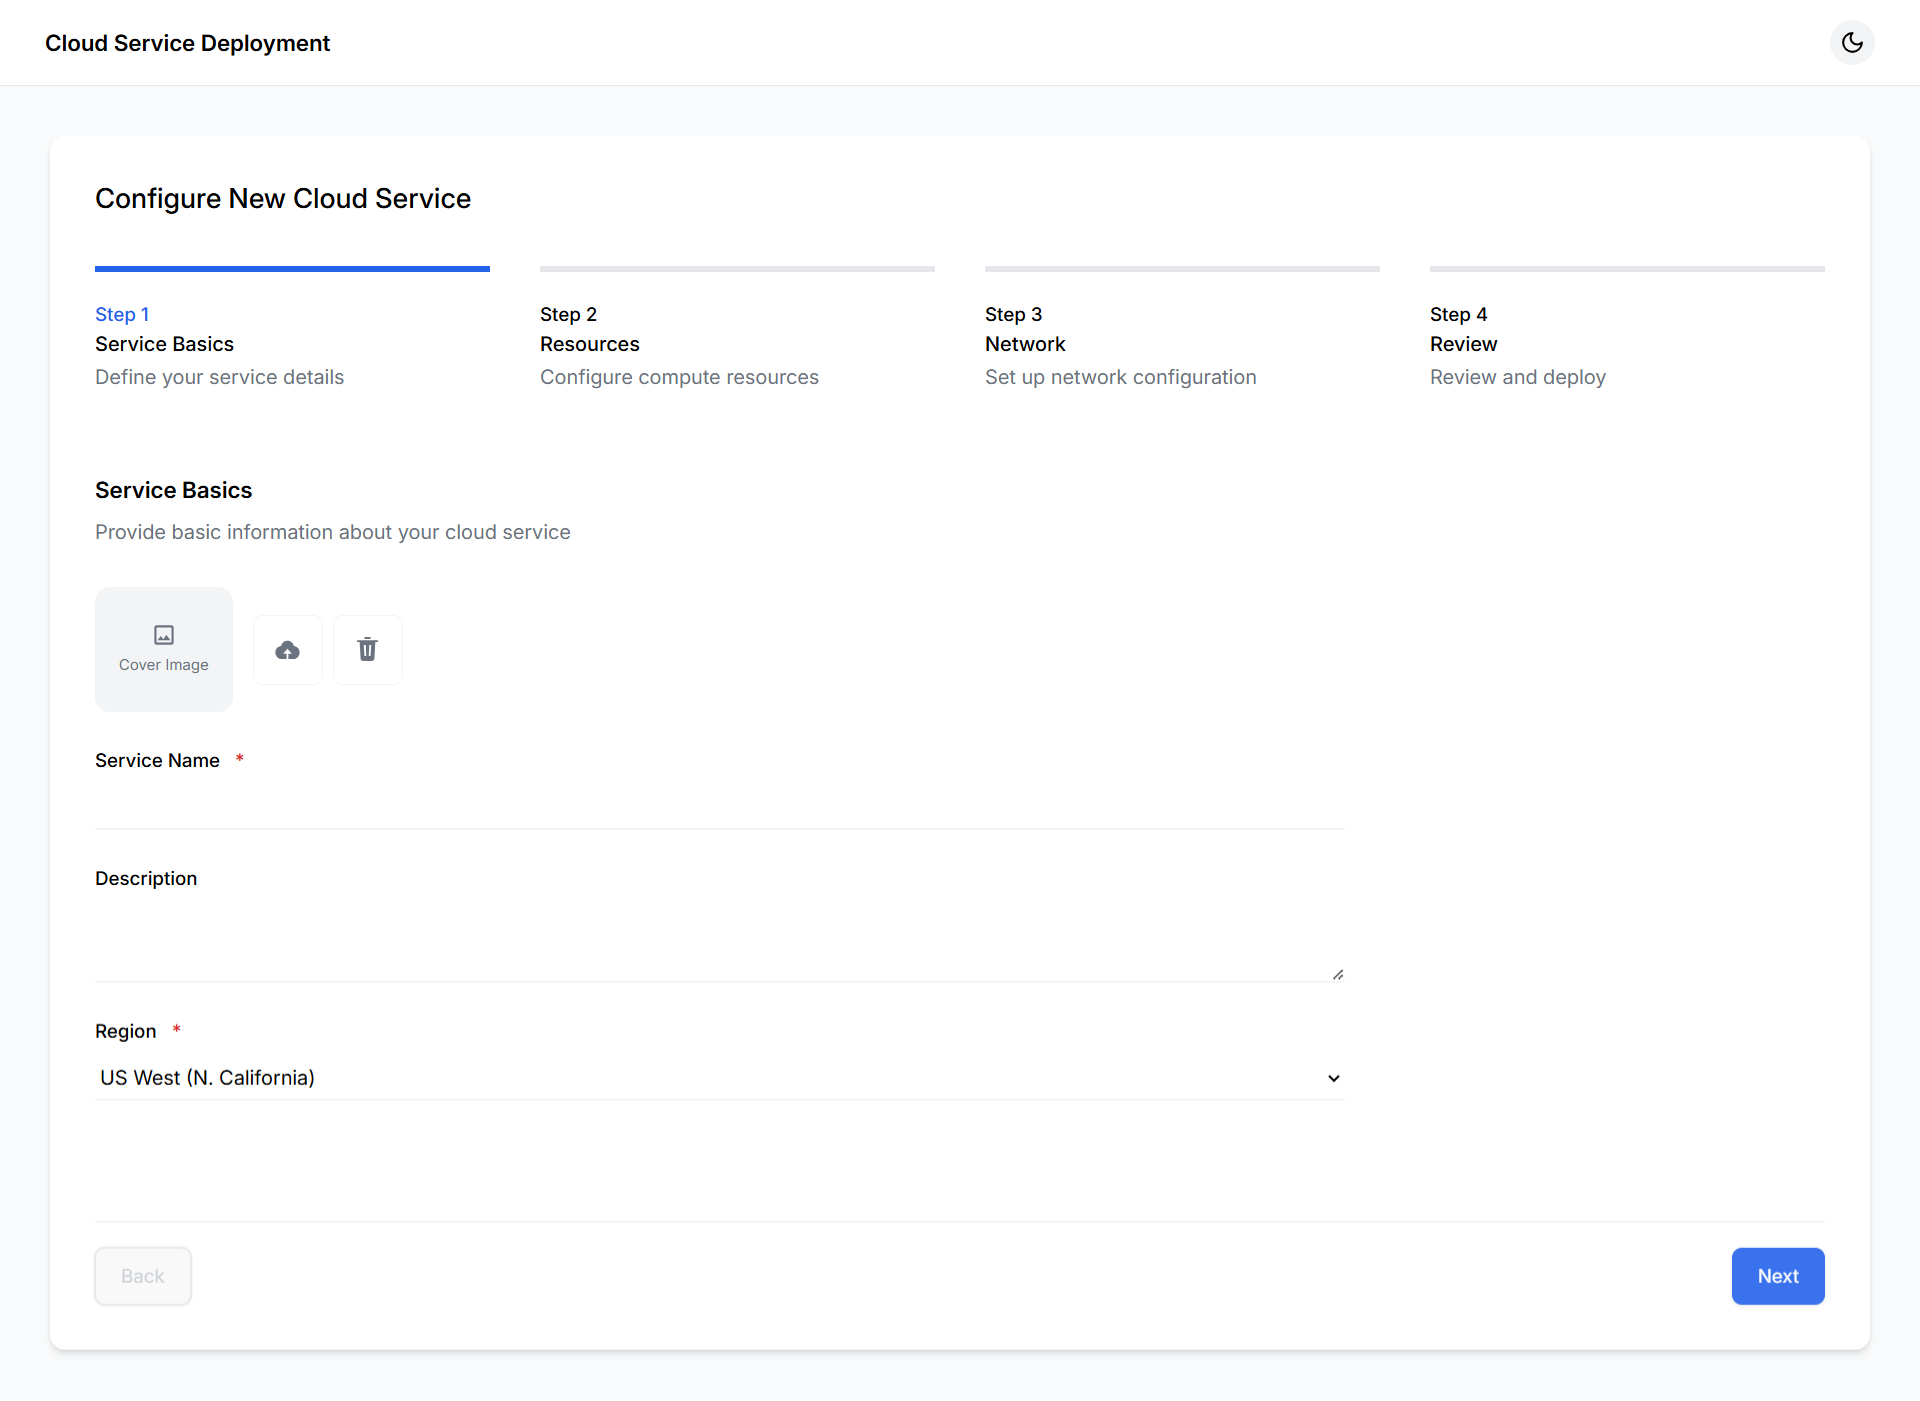 Cloud Service Deployment
Configure New Cloud Service
Step 1
Service Basics
Define your service details
Step 2
Resources
Configure compute resources
Step 3
Network
Set up network configuration
Step 4
Review
Review and deploy
Service Basics
Provide basic information about your cloud service
Cover Image
Service Name *
Description
Region *
US West (N. California)
Back
Next